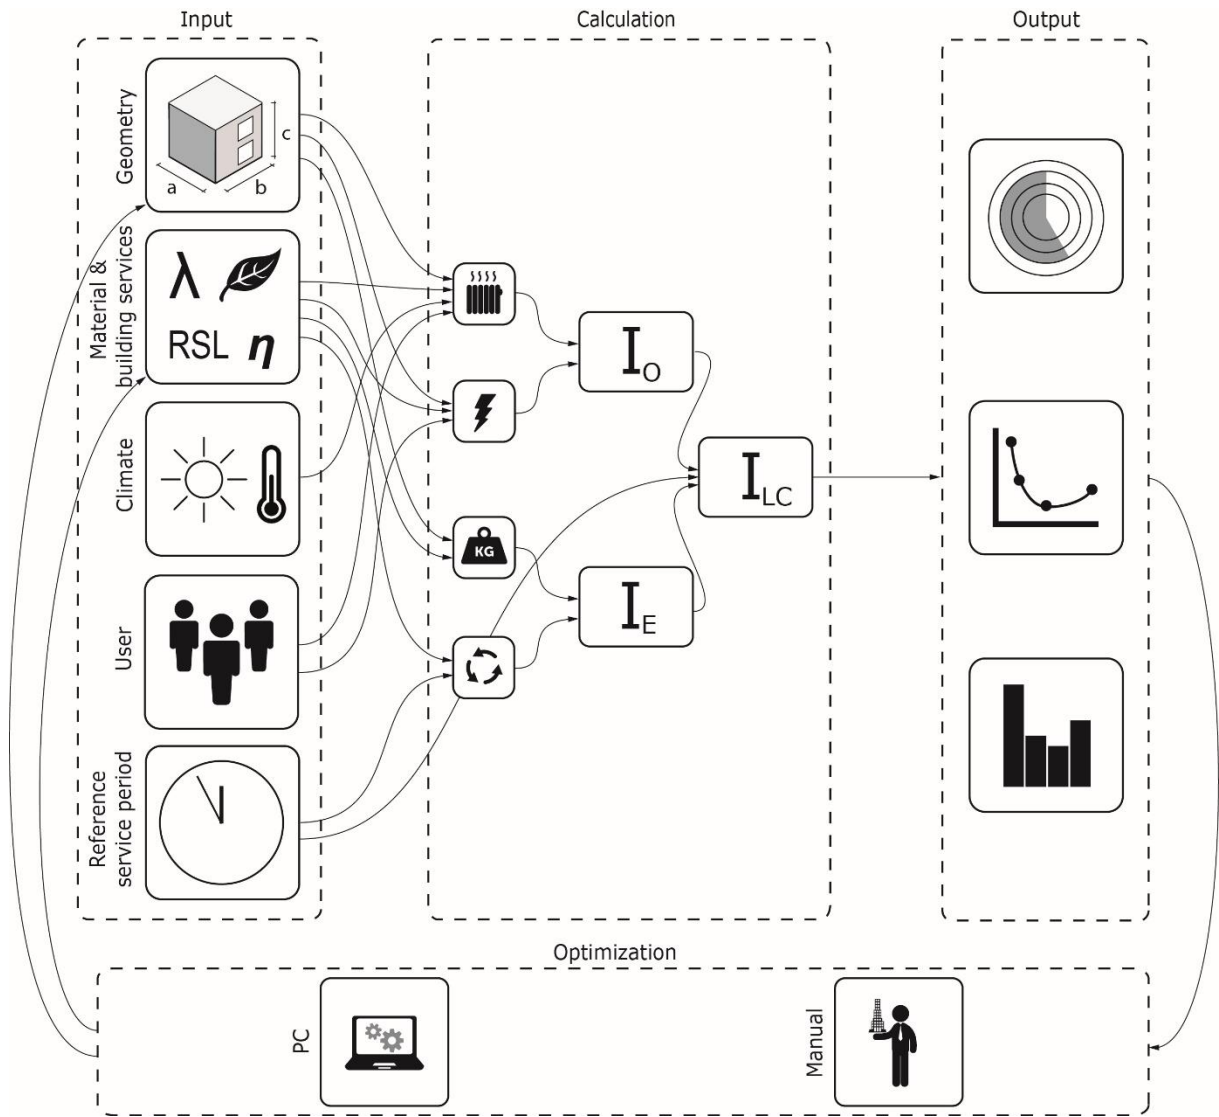 Input
Calculation
Output
Geometry
a
b
c
Material &
building services
λ
RSL
η
Climate
User
Reference
service period
KG
I_O
I_E
I_LC
Optimization
PC
Manual